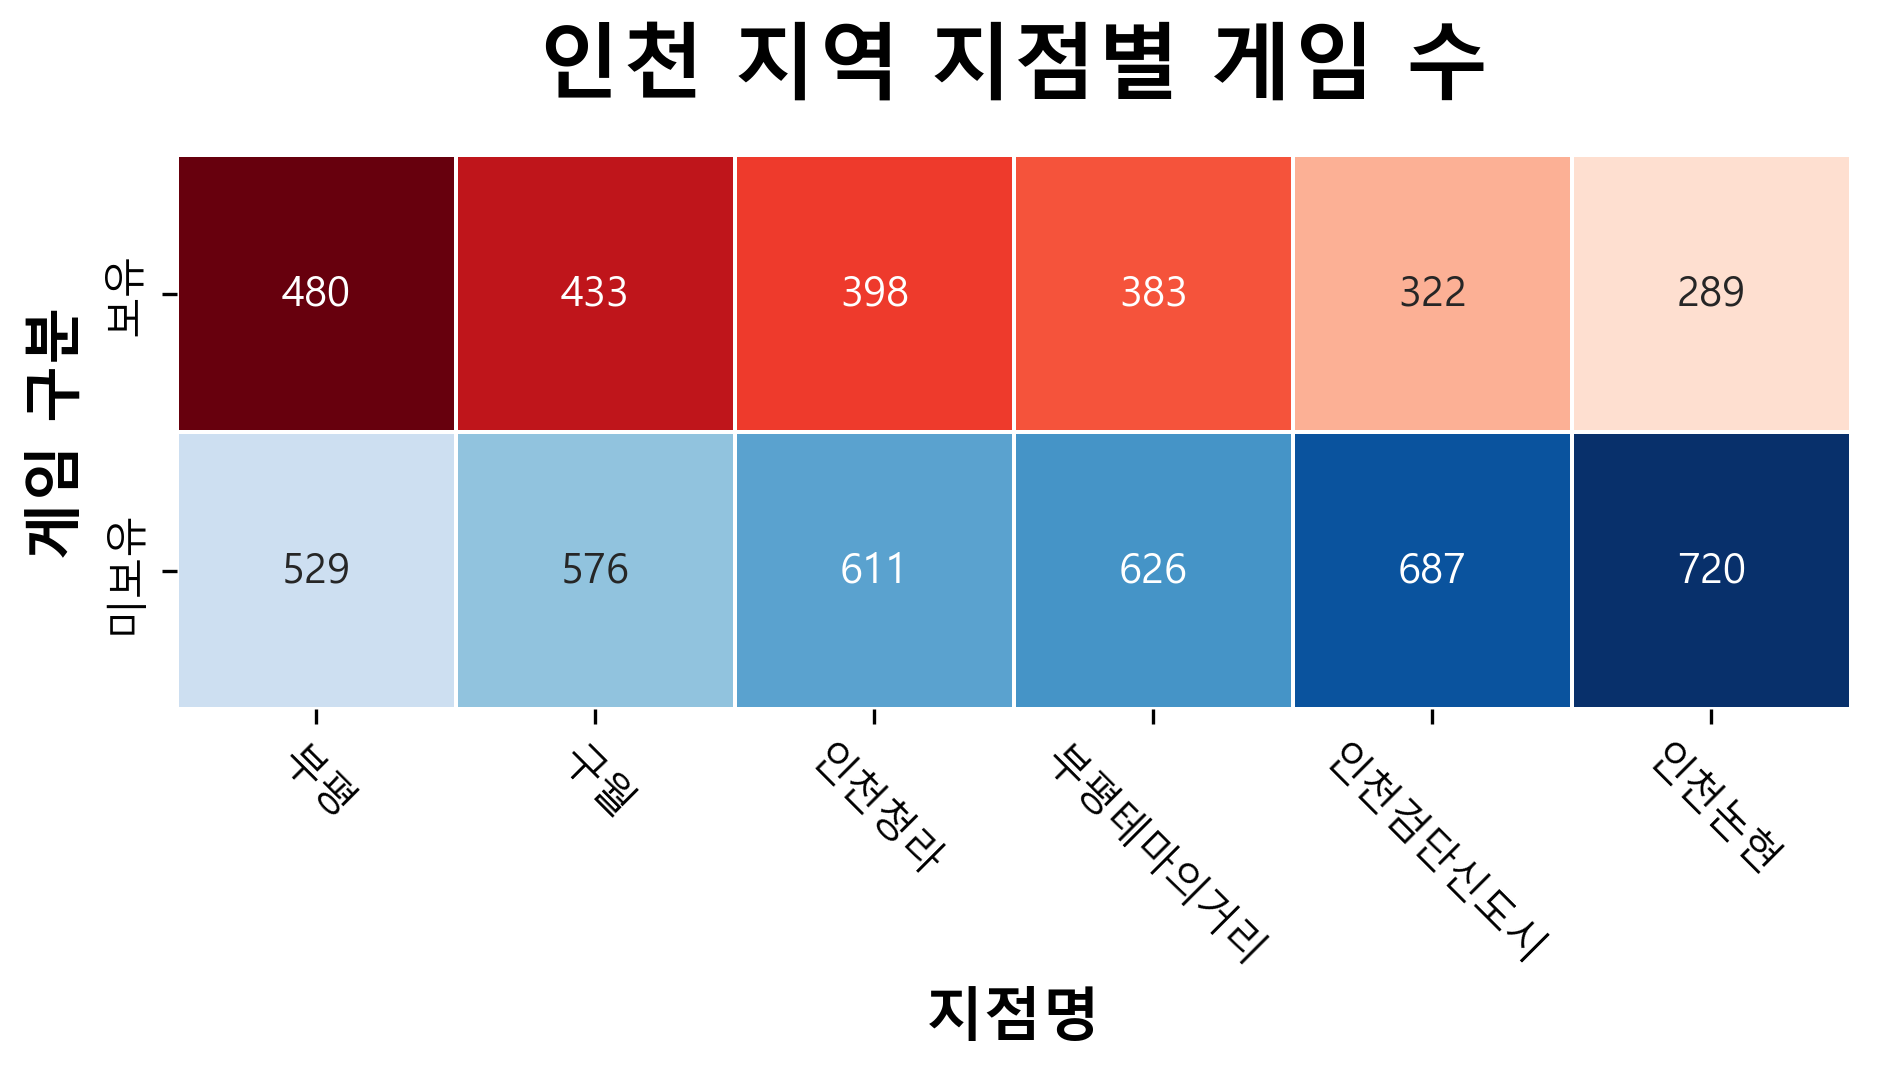 인천 지역 지점별 게임 수
게임 구분
보유
480 433 398 383 322 289
미보유
529 576 611 626 687 720
부평 구월 인천청라 부평테마의거리 인천검단신도시 인천논현
지점명